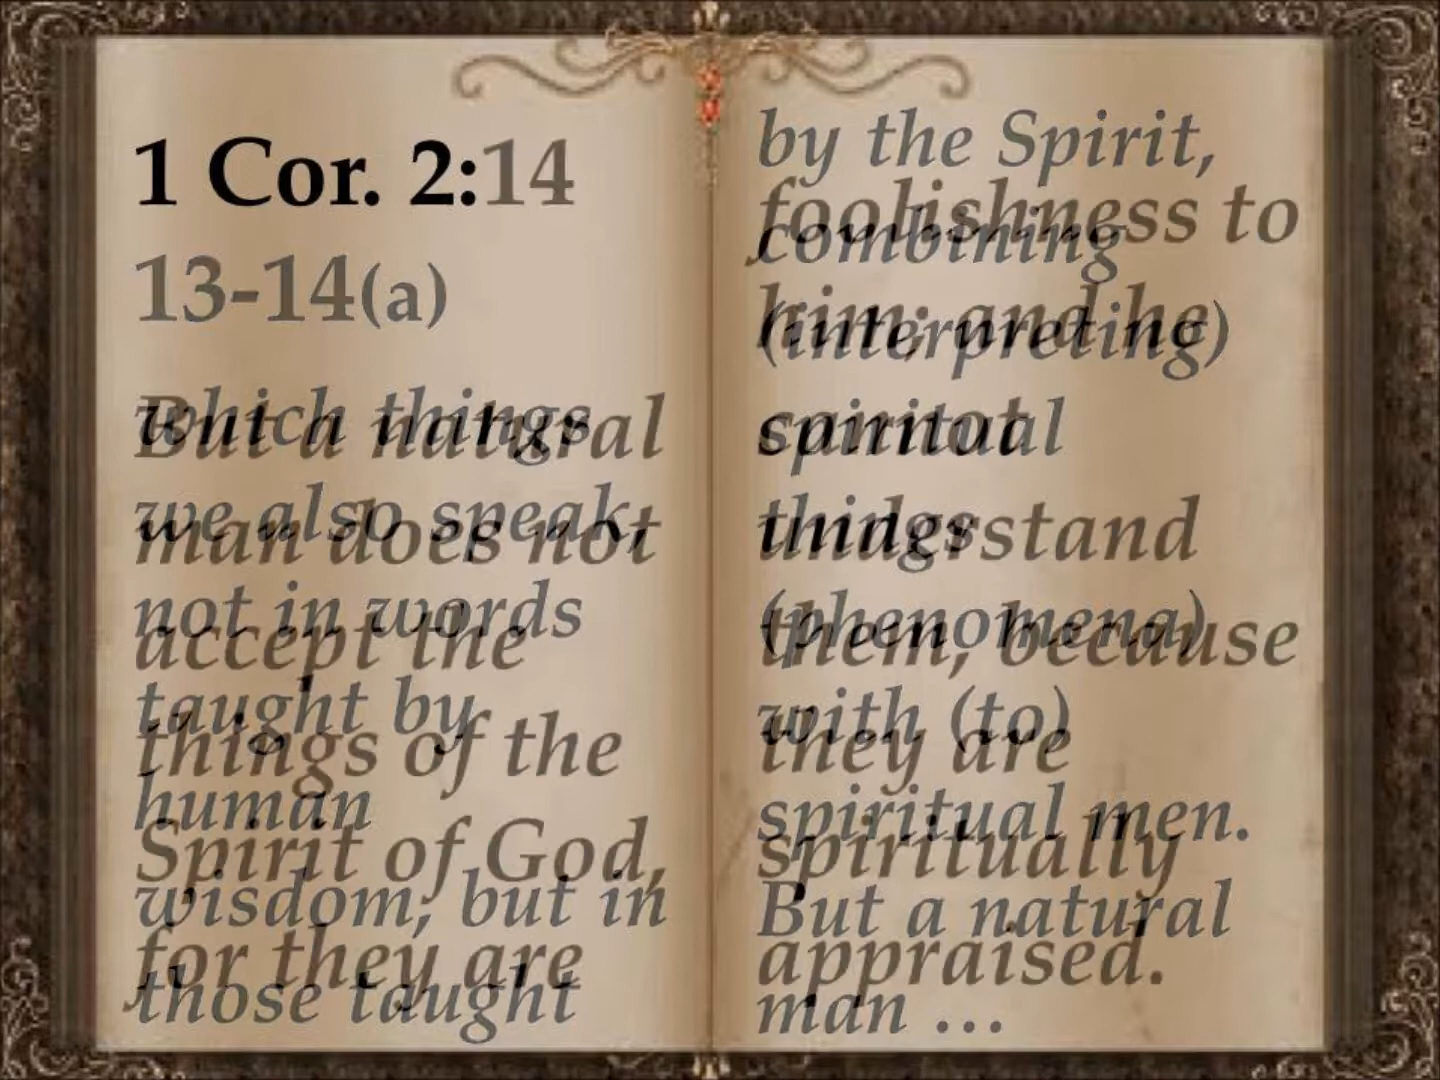 1 Cor. 2:14
13-14(a)
which things
we also speak,
not in words
taught by
human
wisdom, but in
those taught
by the Spirit,
combining
(interpreting)
spiritual
things
(phenomena)
with (to)
spiritual men.
But a natural
man ...
But a natural
man does not
accept the
things of the
Spirit of God,
for they are
foolishness to
him; and he
cannot
understand
them, because
they are
spiritually
appraised.